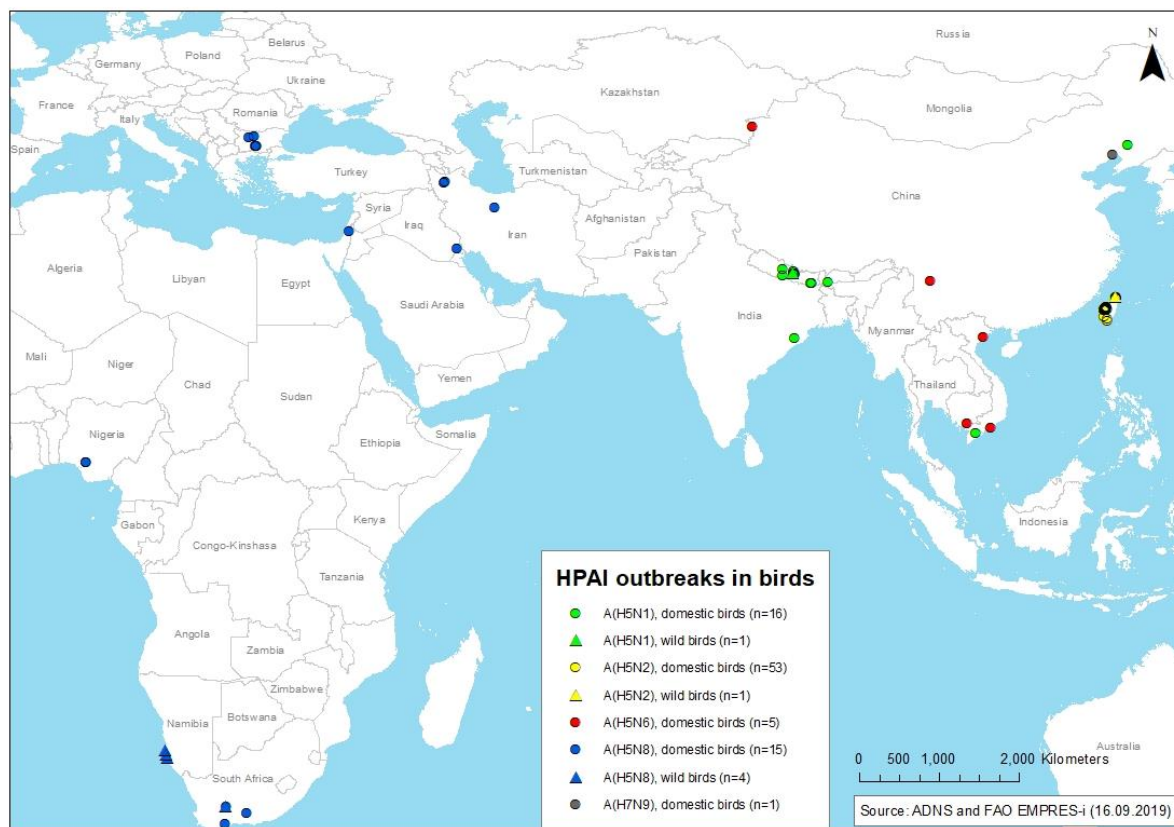 Russia
Belarus
Poland
Germany
Ukraine
Kazakhstan
N
France
Romania
Mongolia
Italy
Spain
Turkey
Turkmenistan
China
Syria
Afghanistan
Iraq
Iran
Pakistan
Algeria
Libyan
Egypt
Saudi Arabia
India
Myanmar
Mali
Niger
Chad
Sudan
Yemen
Thailand
Nigeria
Ethiopia
Somalia
Gabon
Kenya
Congo-Kinshasa
Indonesia
Tanzania
Angola
Zambia
Zimbabwe
Namibia
Botswana
South Africa
Australia
HPAI outbreaks in birds
A(H5N1), domestic birds (n=16)
A(H5N1), wild birds (n=1)
A(H5N2), domestic birds (n=53)
A(H5N2), wild birds (n=1)
A(H5N6), domestic birds (n=5)
A(H5N8), domestic birds (n=15)
A(H5N8), wild birds (n=4)
A(H7N9), domestic birds (n=1)
0 500 1,000 2,000 Kilometers
Source: ADNS and FAO EMPRES-i (16.09.2019)